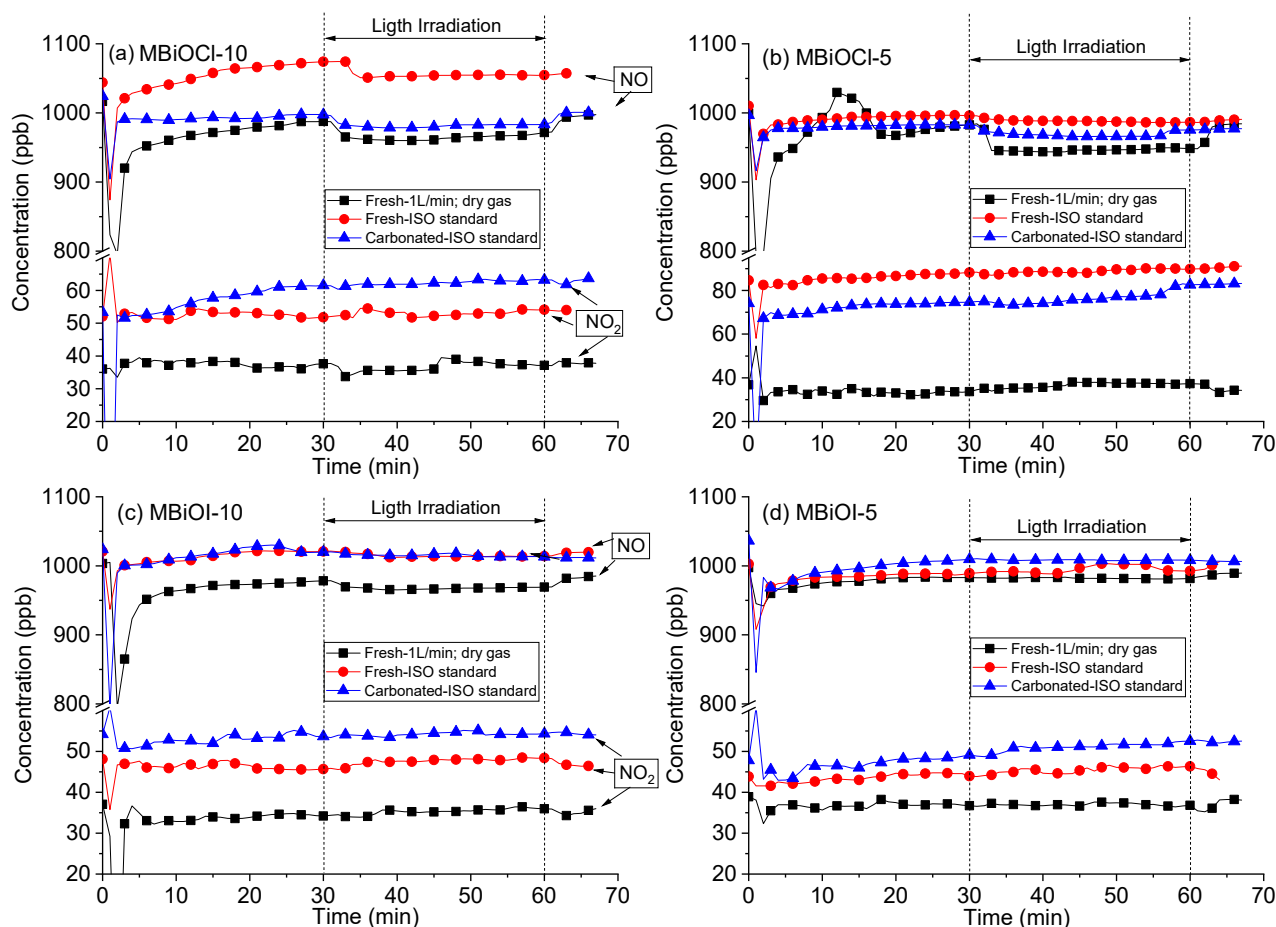 Ligth Irradiation
(a) MBiOCl-10
NO
Fresh-1L/min; dry gas
Fresh-ISO standard
Carbonated-ISO standard
NO2
Concentration (ppb)
1100
1000
900
800
60
50
40
30
20
0 10 20 30 40 50 60 70
Time (min)
Ligth Irradiation
(b) MBiOCl-5
Fresh-1L/min; dry gas
Fresh-ISO standard
Carbonated-ISO standard
Concentration (ppb)
1100
1000
900
800
100
80
60
40
20
0 10 20 30 40 50 60 70
Time (min)
Ligth Irradiation
(c) MBiOI-10
NO
Fresh-1L/min; dry gas
Fresh-ISO standard
Carbonated-ISO standard
NO2
Concentration (ppb)
1100
1000
900
800
50
40
30
20
0 10 20 30 40 50 60 70
Time (min)
Ligth Irradiation
(d) MBiOI-5
Fresh-1L/min; dry gas
Fresh-ISO standard
Carbonated-ISO standard
Concentration (ppb)
1100
1000
900
800
50
40
30
20
0 10 20 30 40 50 60 70
Time (min)